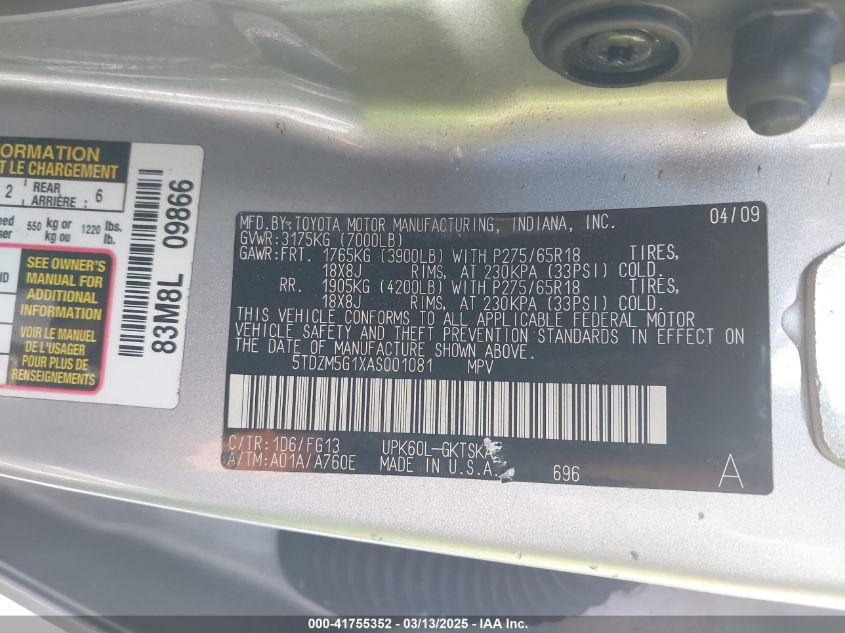 ORMATION
T LE CHARGEMENT
2 REAR ARRIÈRE : 6
550 kg or kg ou 1220 lbs. lb.
SEE OWNER'S
MANUAL FOR
ADDITIONAL
INFORMATION
VOIR LE MANUEL
DE L'USAGER
POUR PLUS DE
RENSEIGNEMENTS
83M8L 09866
MFD.BY:TOYOTA MOTOR MANUFACTURING, INDIANA, INC. 04/09
GVWR:3175KG (7000LB)
GAWR:FRT. 1765KG (3900LB) WITH P275/65R18 TIRES,
18X8J RIMS, AT 230KPA (33PSI) COLD.
RR. 1905KG (4200LB) WITH P275/65R18 TIRES,
18X8J RIMS, AT 230KPA (33PSI) COLD.
THIS VEHICLE CONFORMS TO ALL APPLICABLE FEDERAL MOTOR
VEHICLE SAFETY AND THEFT PREVENTION STANDARDS IN EFFECT ON
THE DATE OF MANUFACTURE SHOWN ABOVE.
5TDZM5G1XAS001081 MPV
C/TR:1D6/FG13 UPK60L-GKTSKA
A/TM:A01A/A760E MADE IN U.S.A. 696 A
000-41755352 - 03/13/2025 - IAA Inc.